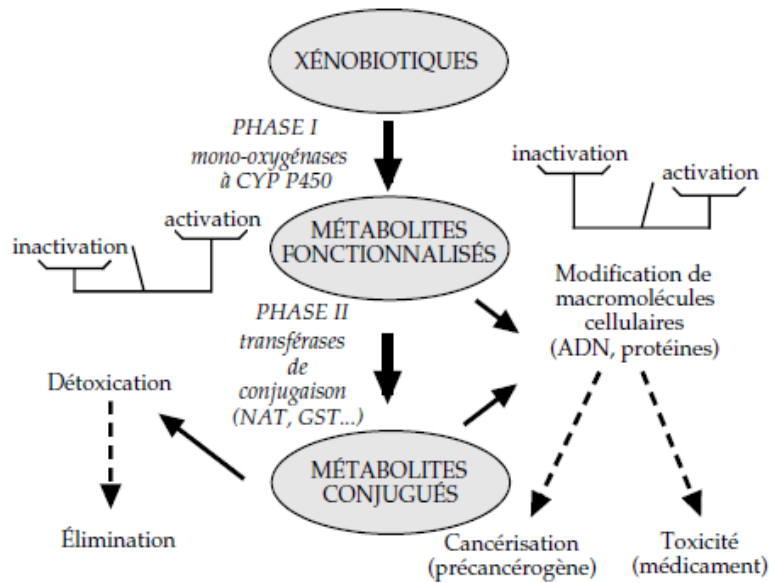 XÉNOBIOTIQUES
PHASE I
mono-oxygénases
à CYP P450
inactivation
activation
MÉTABOLITES
FONCTIONNALISÉS
activation
inactivation
Modification de
macromolécules
cellulaires
(ADN, protéines)
PHASE II
transférases
de
conjugaison
(NAT, GST...)
Détoxication
MÉTABOLITES
CONJUGUÉS
Élimination
Cancérisation
(précancérogène)
Toxicité
(médicament)